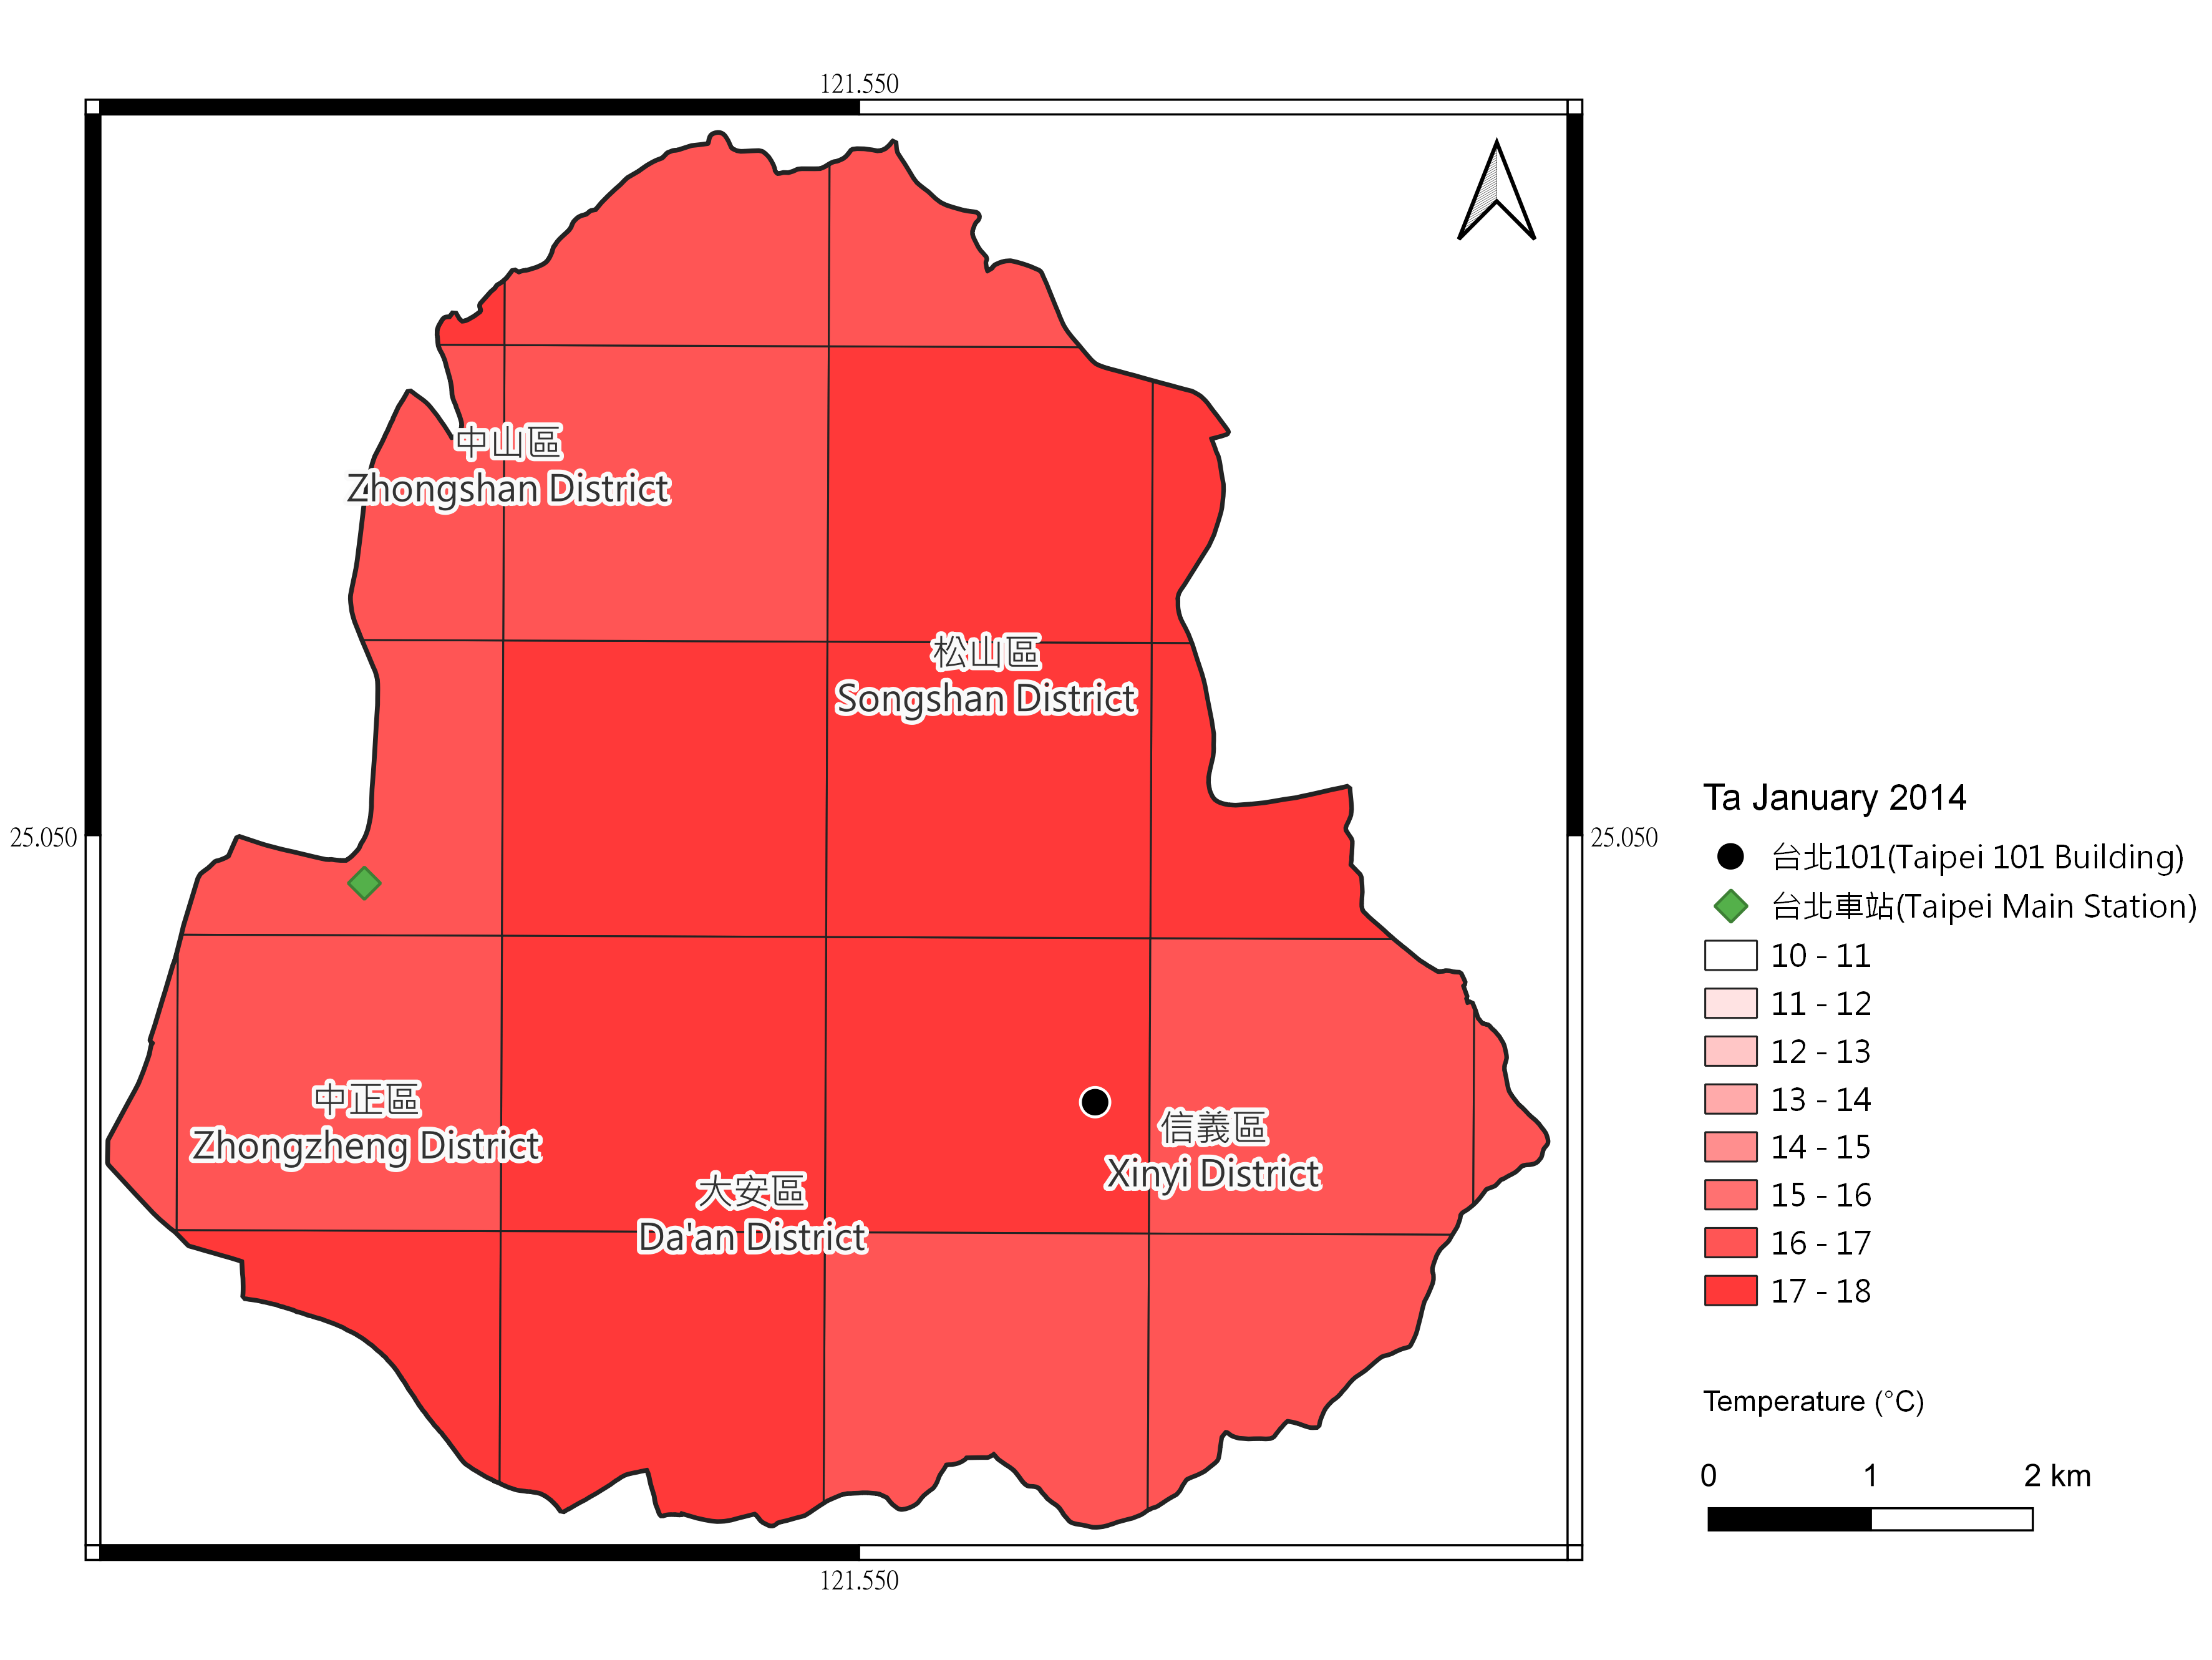 121.550
中山區
Zhongshan District
松山區
Songshan District
25.050
25.050
中正區
Zhongzheng District
大安區
Da'an District
信義區
Xinyi District
121.550
Ta January 2014
台北101(Taipei 101 Building)
台北車站(Taipei Main Station)
10 - 11
11 - 12
12 - 13
13 - 14
14 - 15
15 - 16
16 - 17
17 - 18
Temperature (°C)
0 1 2 km